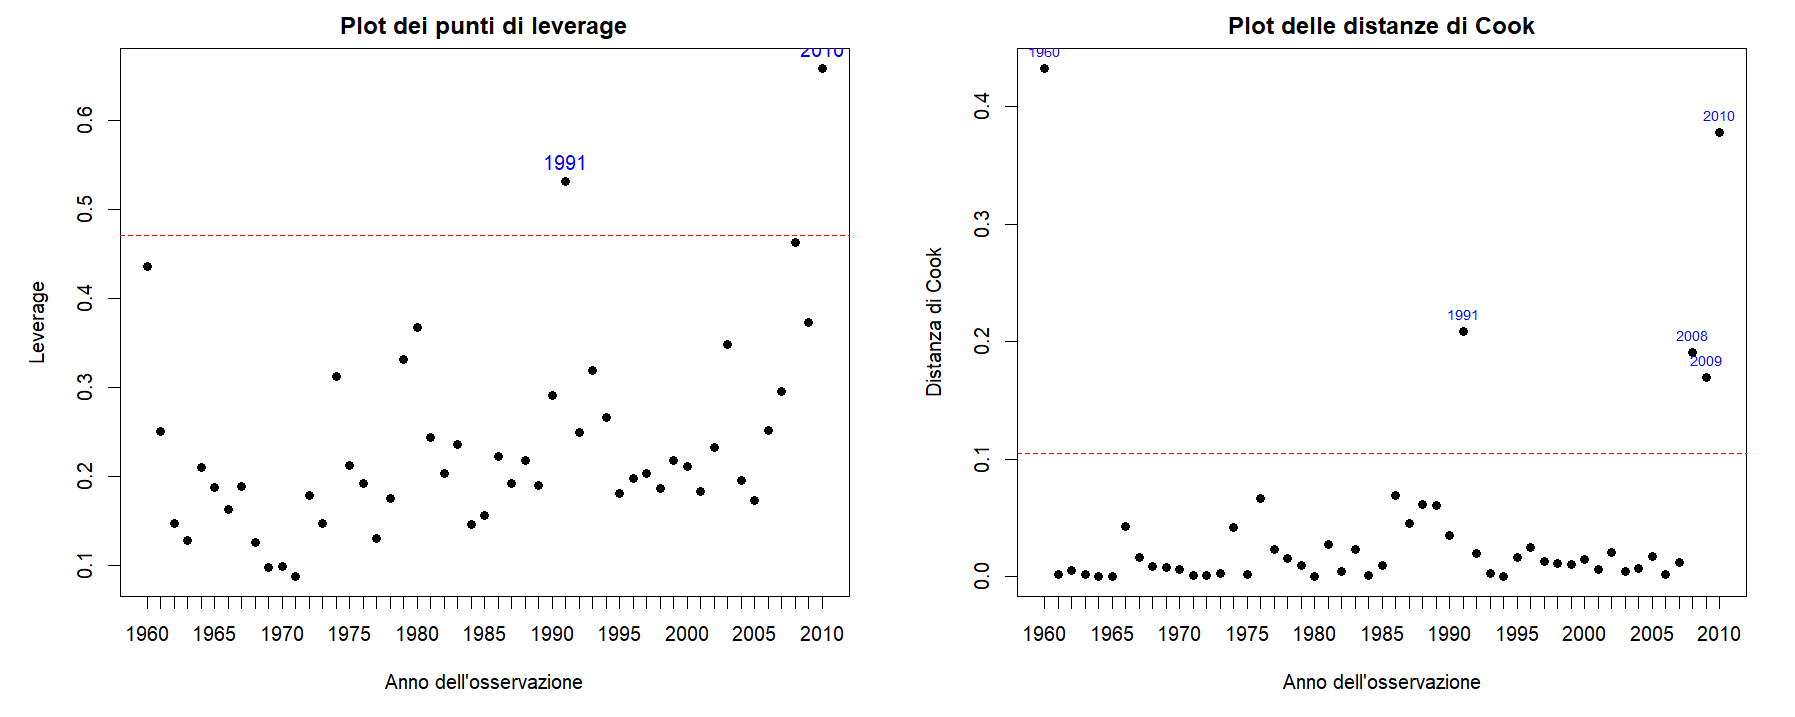 Plot dei punti di leverage
Leverage
0.1 0.2 0.3 0.4 0.5 0.6
2010
1991
1960 1965 1970 1975 1980 1985 1990 1995 2000 2005 2010
Anno dell'osservazione
Plot delle distanze di Cook
Distanza di Cook
0.0 0.1 0.2 0.3 0.4
1960
2010
1991
2008
2009
1960 1965 1970 1975 1980 1985 1990 1995 2000 2005 2010
Anno dell'osservazione